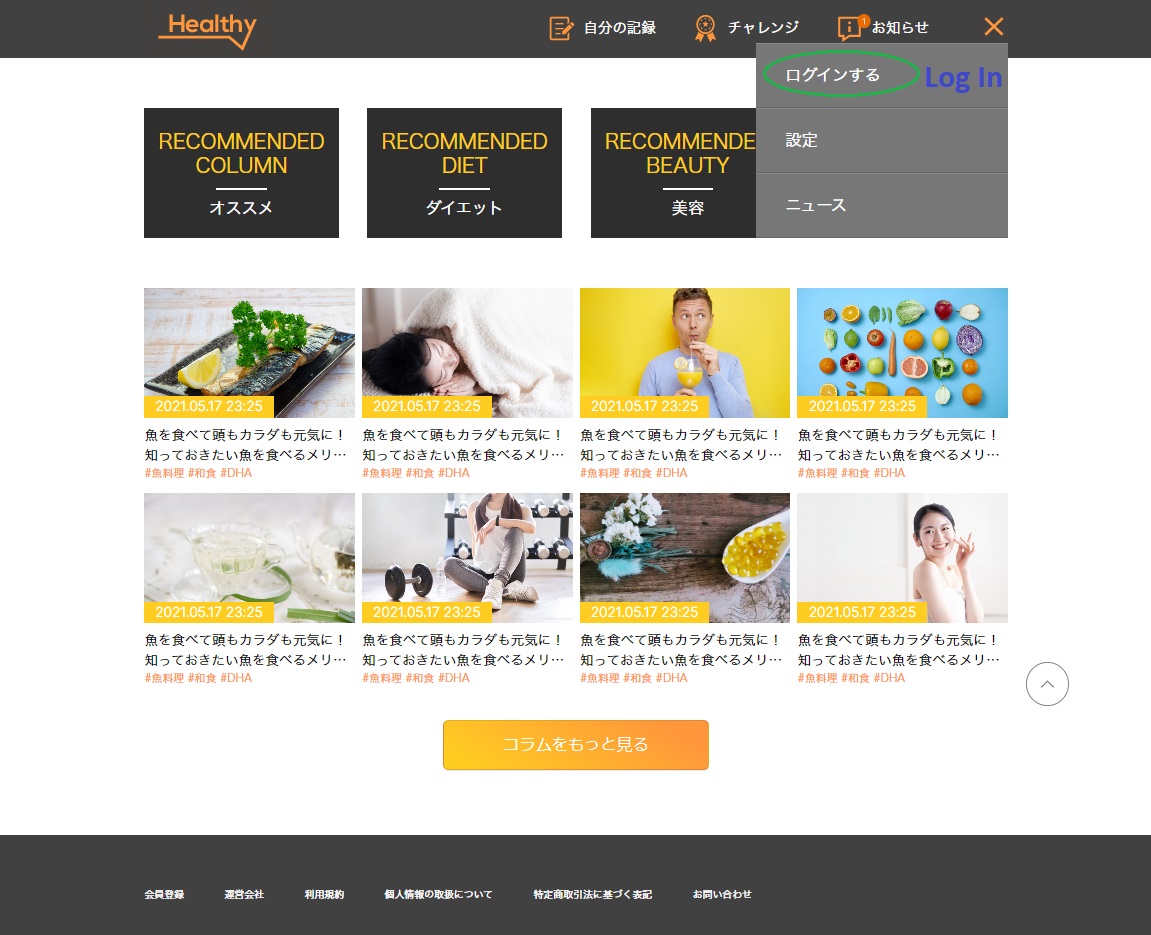 Healthy
自分の記録
チャレンジ
1
お知らせ
ログインする
Log In
設定
ニュース
RECOMMENDED
COLUMN
オススメ
RECOMMENDED
DIET
ダイエット
RECOMMENDE
BEAUTY
美容
2021.05.17 23:25
魚を食べて頭もカラダも元気に！
知っておきたい魚を食べるメリ…
#魚料理 #和食 #DHA
2021.05.17 23:25
魚を食べて頭もカラダも元気に！
知っておきたい魚を食べるメリ…
#魚料理 #和食 #DHA
2021.05.17 23:25
魚を食べて頭もカラダも元気に！
知っておきたい魚を食べるメリ…
#魚料理 #和食 #DHA
2021.05.17 23:25
魚を食べて頭もカラダも元気に！
知っておきたい魚を食べるメリ…
#魚料理 #和食 #DHA
2021.05.17 23:25
魚を食べて頭もカラダも元気に！
知っておきたい魚を食べるメリ…
#魚料理 #和食 #DHA
2021.05.17 23:25
魚を食べて頭もカラダも元気に！
知っておきたい魚を食べるメリ…
#魚料理 #和食 #DHA
2021.05.17 23:25
魚を食べて頭もカラダも元気に！
知っておきたい魚を食べるメリ…
#魚料理 #和食 #DHA
2021.05.17 23:25
魚を食べて頭もカラダも元気に！
知っておきたい魚を食べるメリ…
#魚料理 #和食 #DHA
コラムをもっと見る
会員登録
運営会社
利用規約
個人情報の取扱について
特定商取引法に基づく表記
お問い合わせ